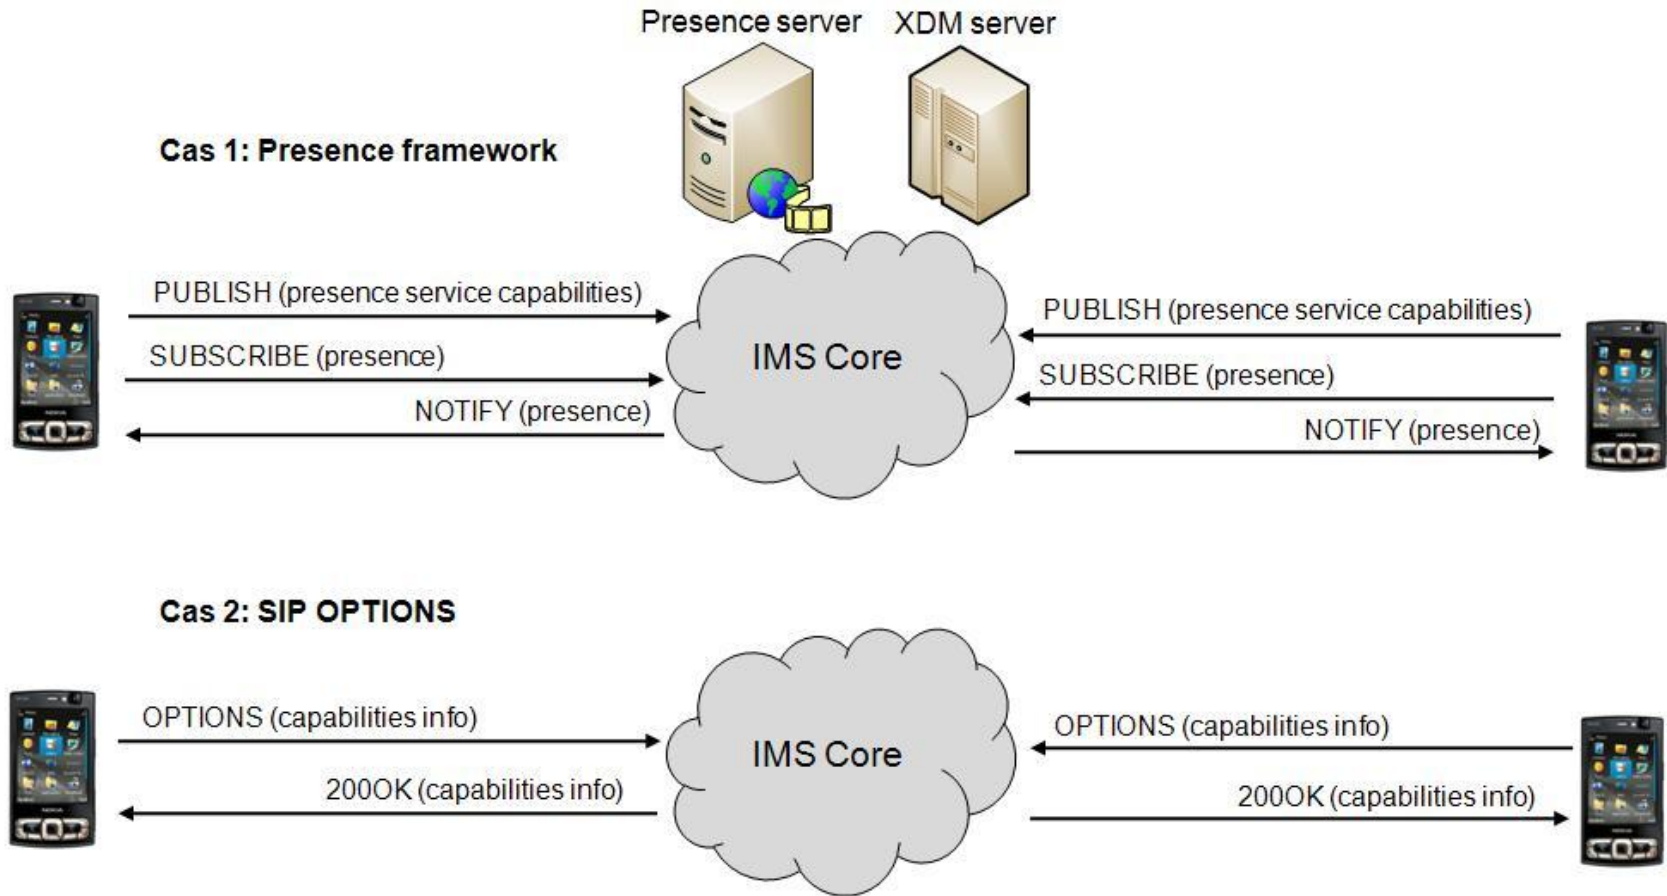 Presence server
XDM server
Cas 1: Presence framework
PUBLISH (presence service capabilities)
SUBSCRIBE (presence)
NOTIFY (presence)
IMS Core
PUBLISH (presence service capabilities)
SUBSCRIBE (presence)
NOTIFY (presence)
Cas 2: SIP OPTIONS
OPTIONS (capabilities info)
200OK (capabilities info)
IMS Core
OPTIONS (capabilities info)
200OK (capabilities info)